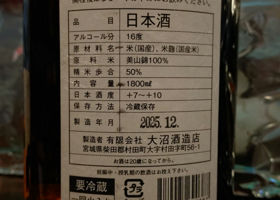 品目 日本酒
アルコール分 16度
原材料名 米(国産)、米麹(国産米)
原料米 美山錦100%
精米歩合 50%
内容量 1800㎖
日本酒度 +7〜+10
保存方法 冷蔵保存
製造年月 2025.12.
製造者 有限会社 大沼酒造店
宮城県柴田郡村田町大字村田字町56-1
お酒は20歳になってから。
要冷蔵